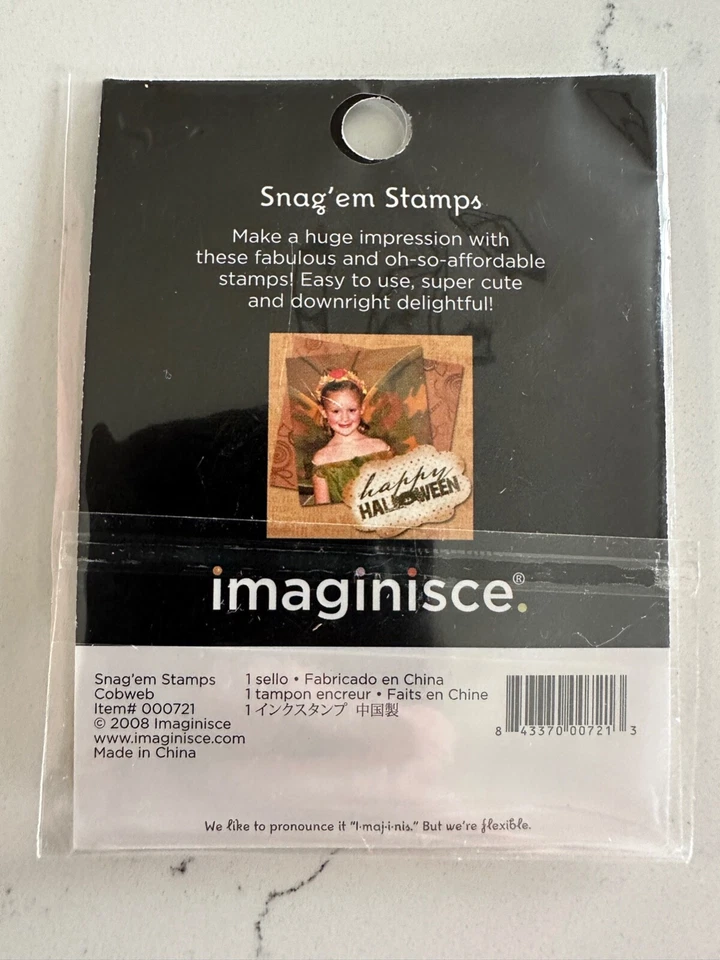 Snag'em Stamps
Make a huge impression with
these fabulous and oh-so-affordable
stamps! Easy to use, super cute
and downright delightful!
happy
HALLOWEEN
imaginisce®.
Snag'em Stamps
Cobweb
Item# 000721
© 2008 Imaginisce
www.imaginisce.com
Made in China
1 sello • Fabricado en China
1 tampon encreur • Faits en Chine
1 インクスタンプ 中国製
8 43370 00721 3
We like to pronounce it "I·maj·i·nis." But we're flexible.